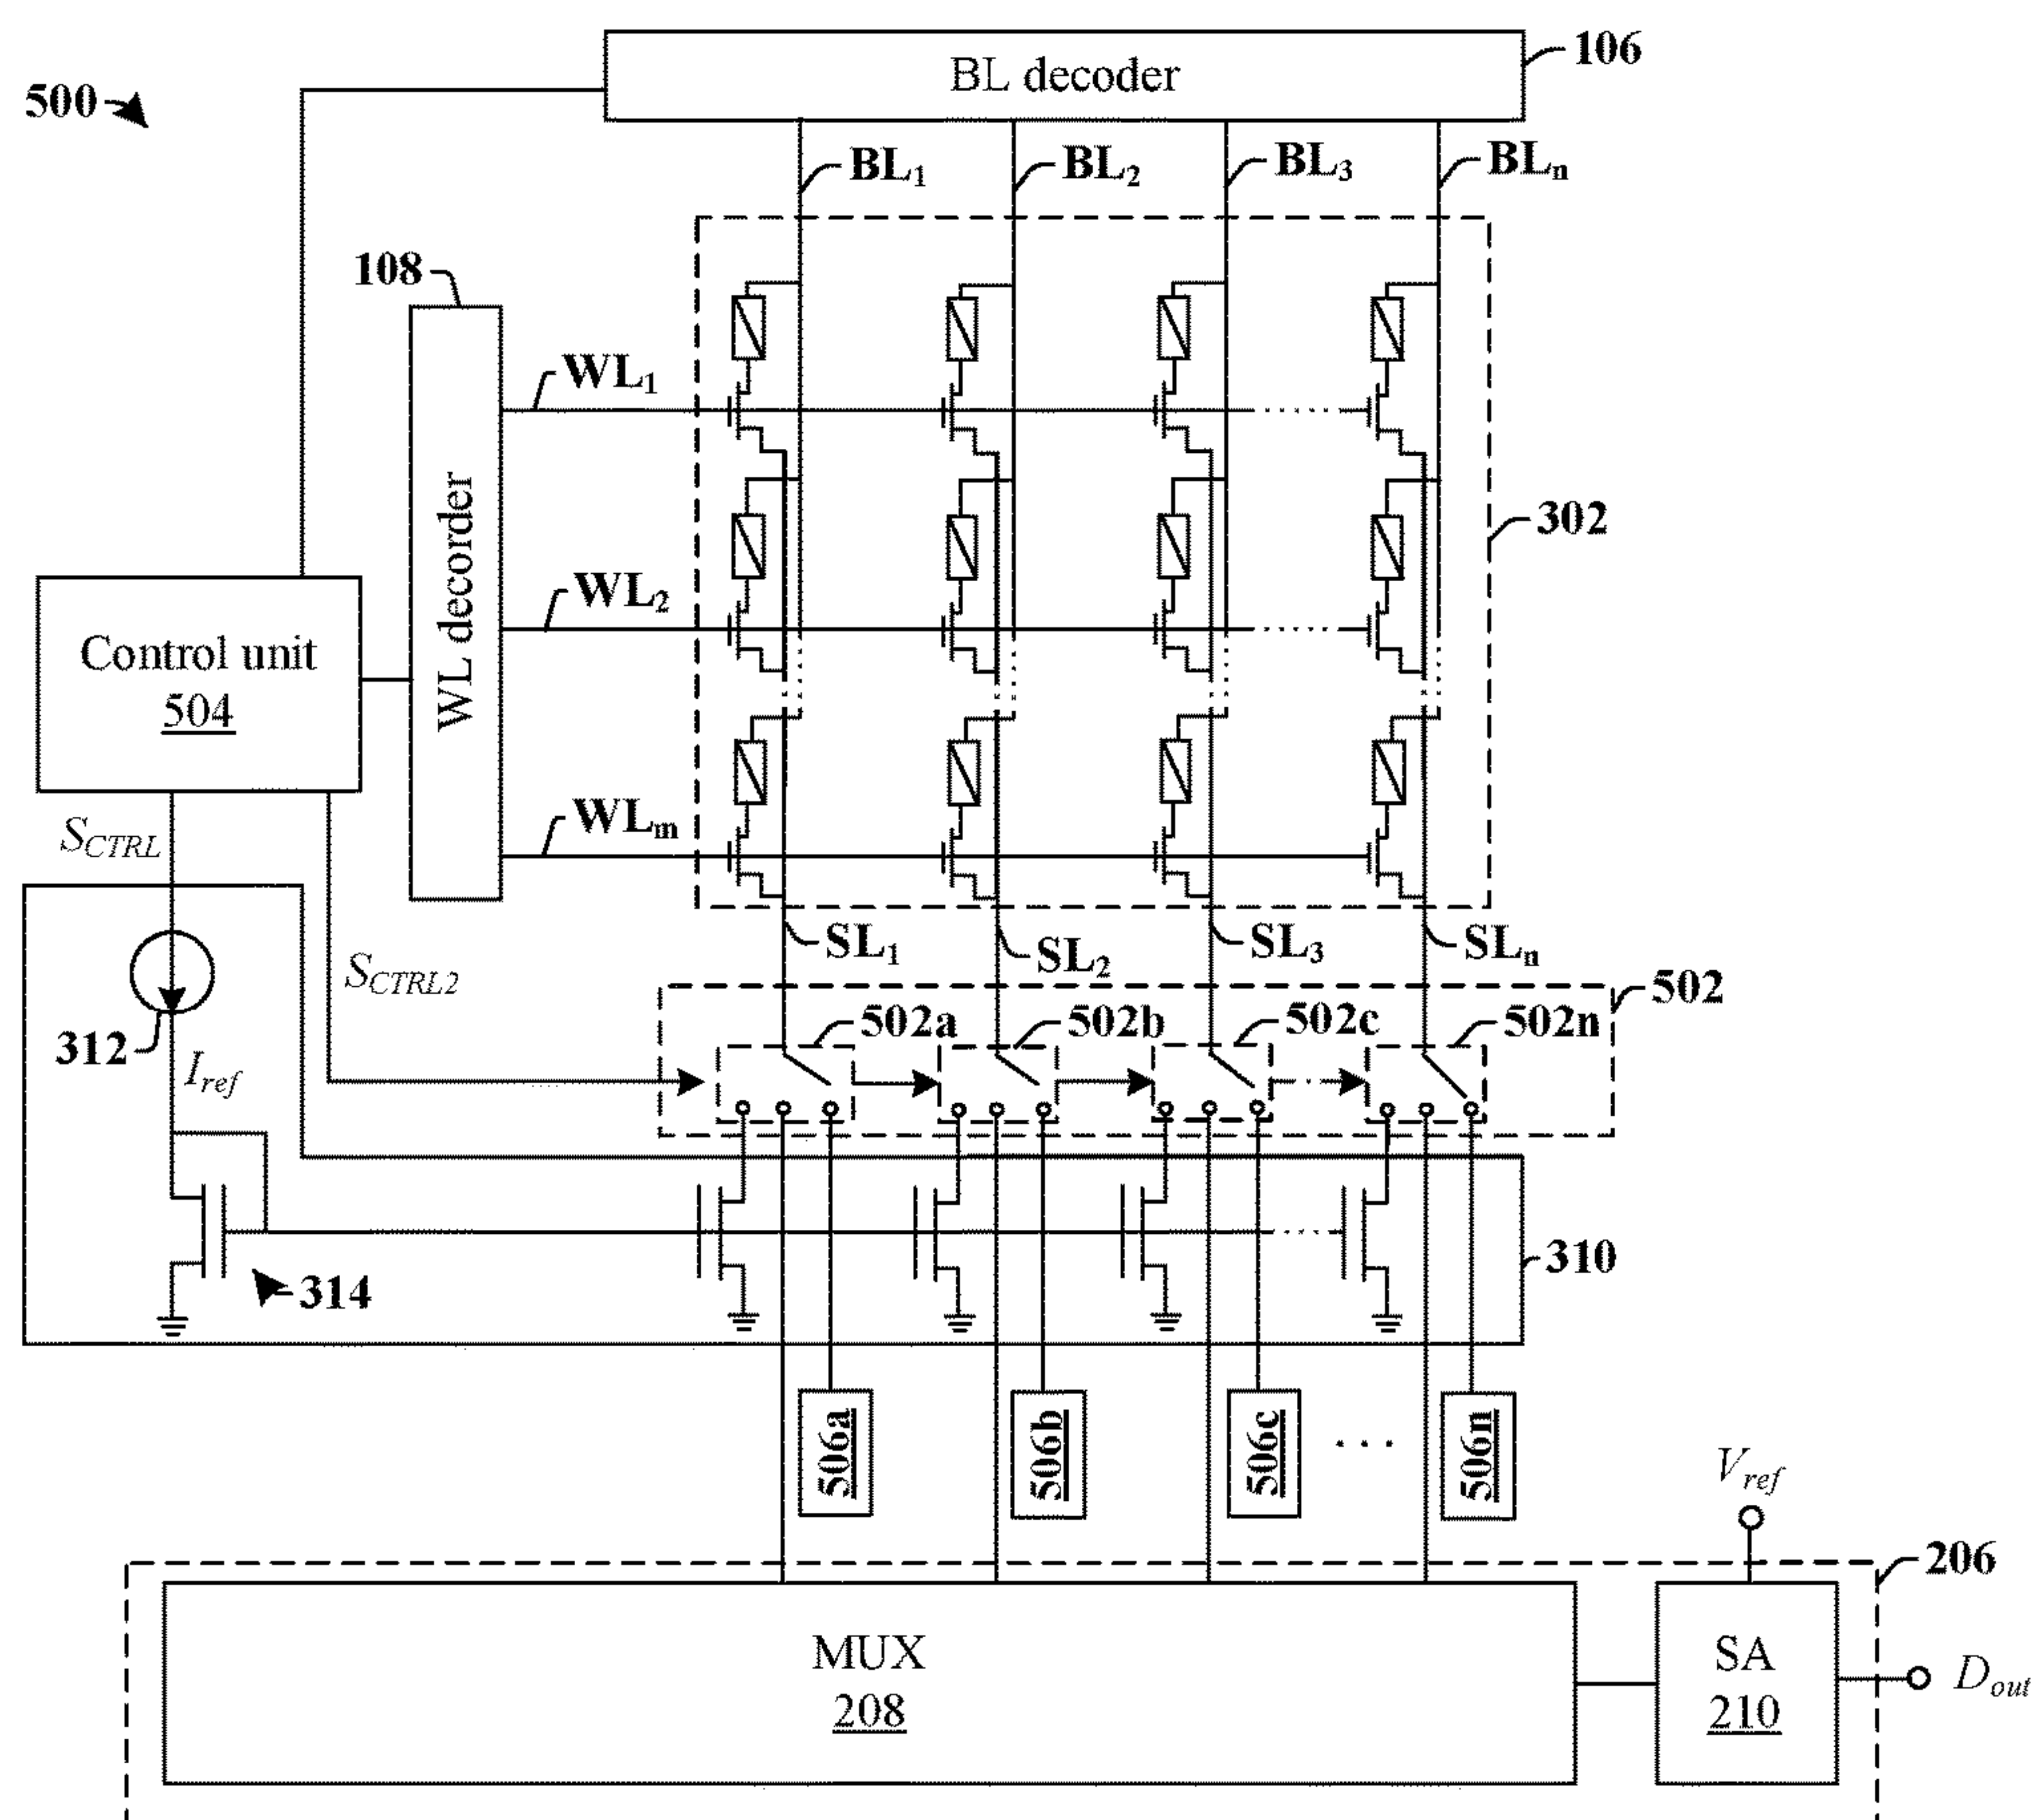 106
BL decoder
500
BL1
BL2
BL3
BLn
108
WL1
302
WL decorder
WL2
Control unit
504
WLm
SCTRL
SL1
SL2
SL3
SLn
SCTRL2
502
502a
502b
502c
502n
312
Iref
310
314
506a
506b
506c
. . .
506n
Vref
206
MUX
208
SA
210
Dout